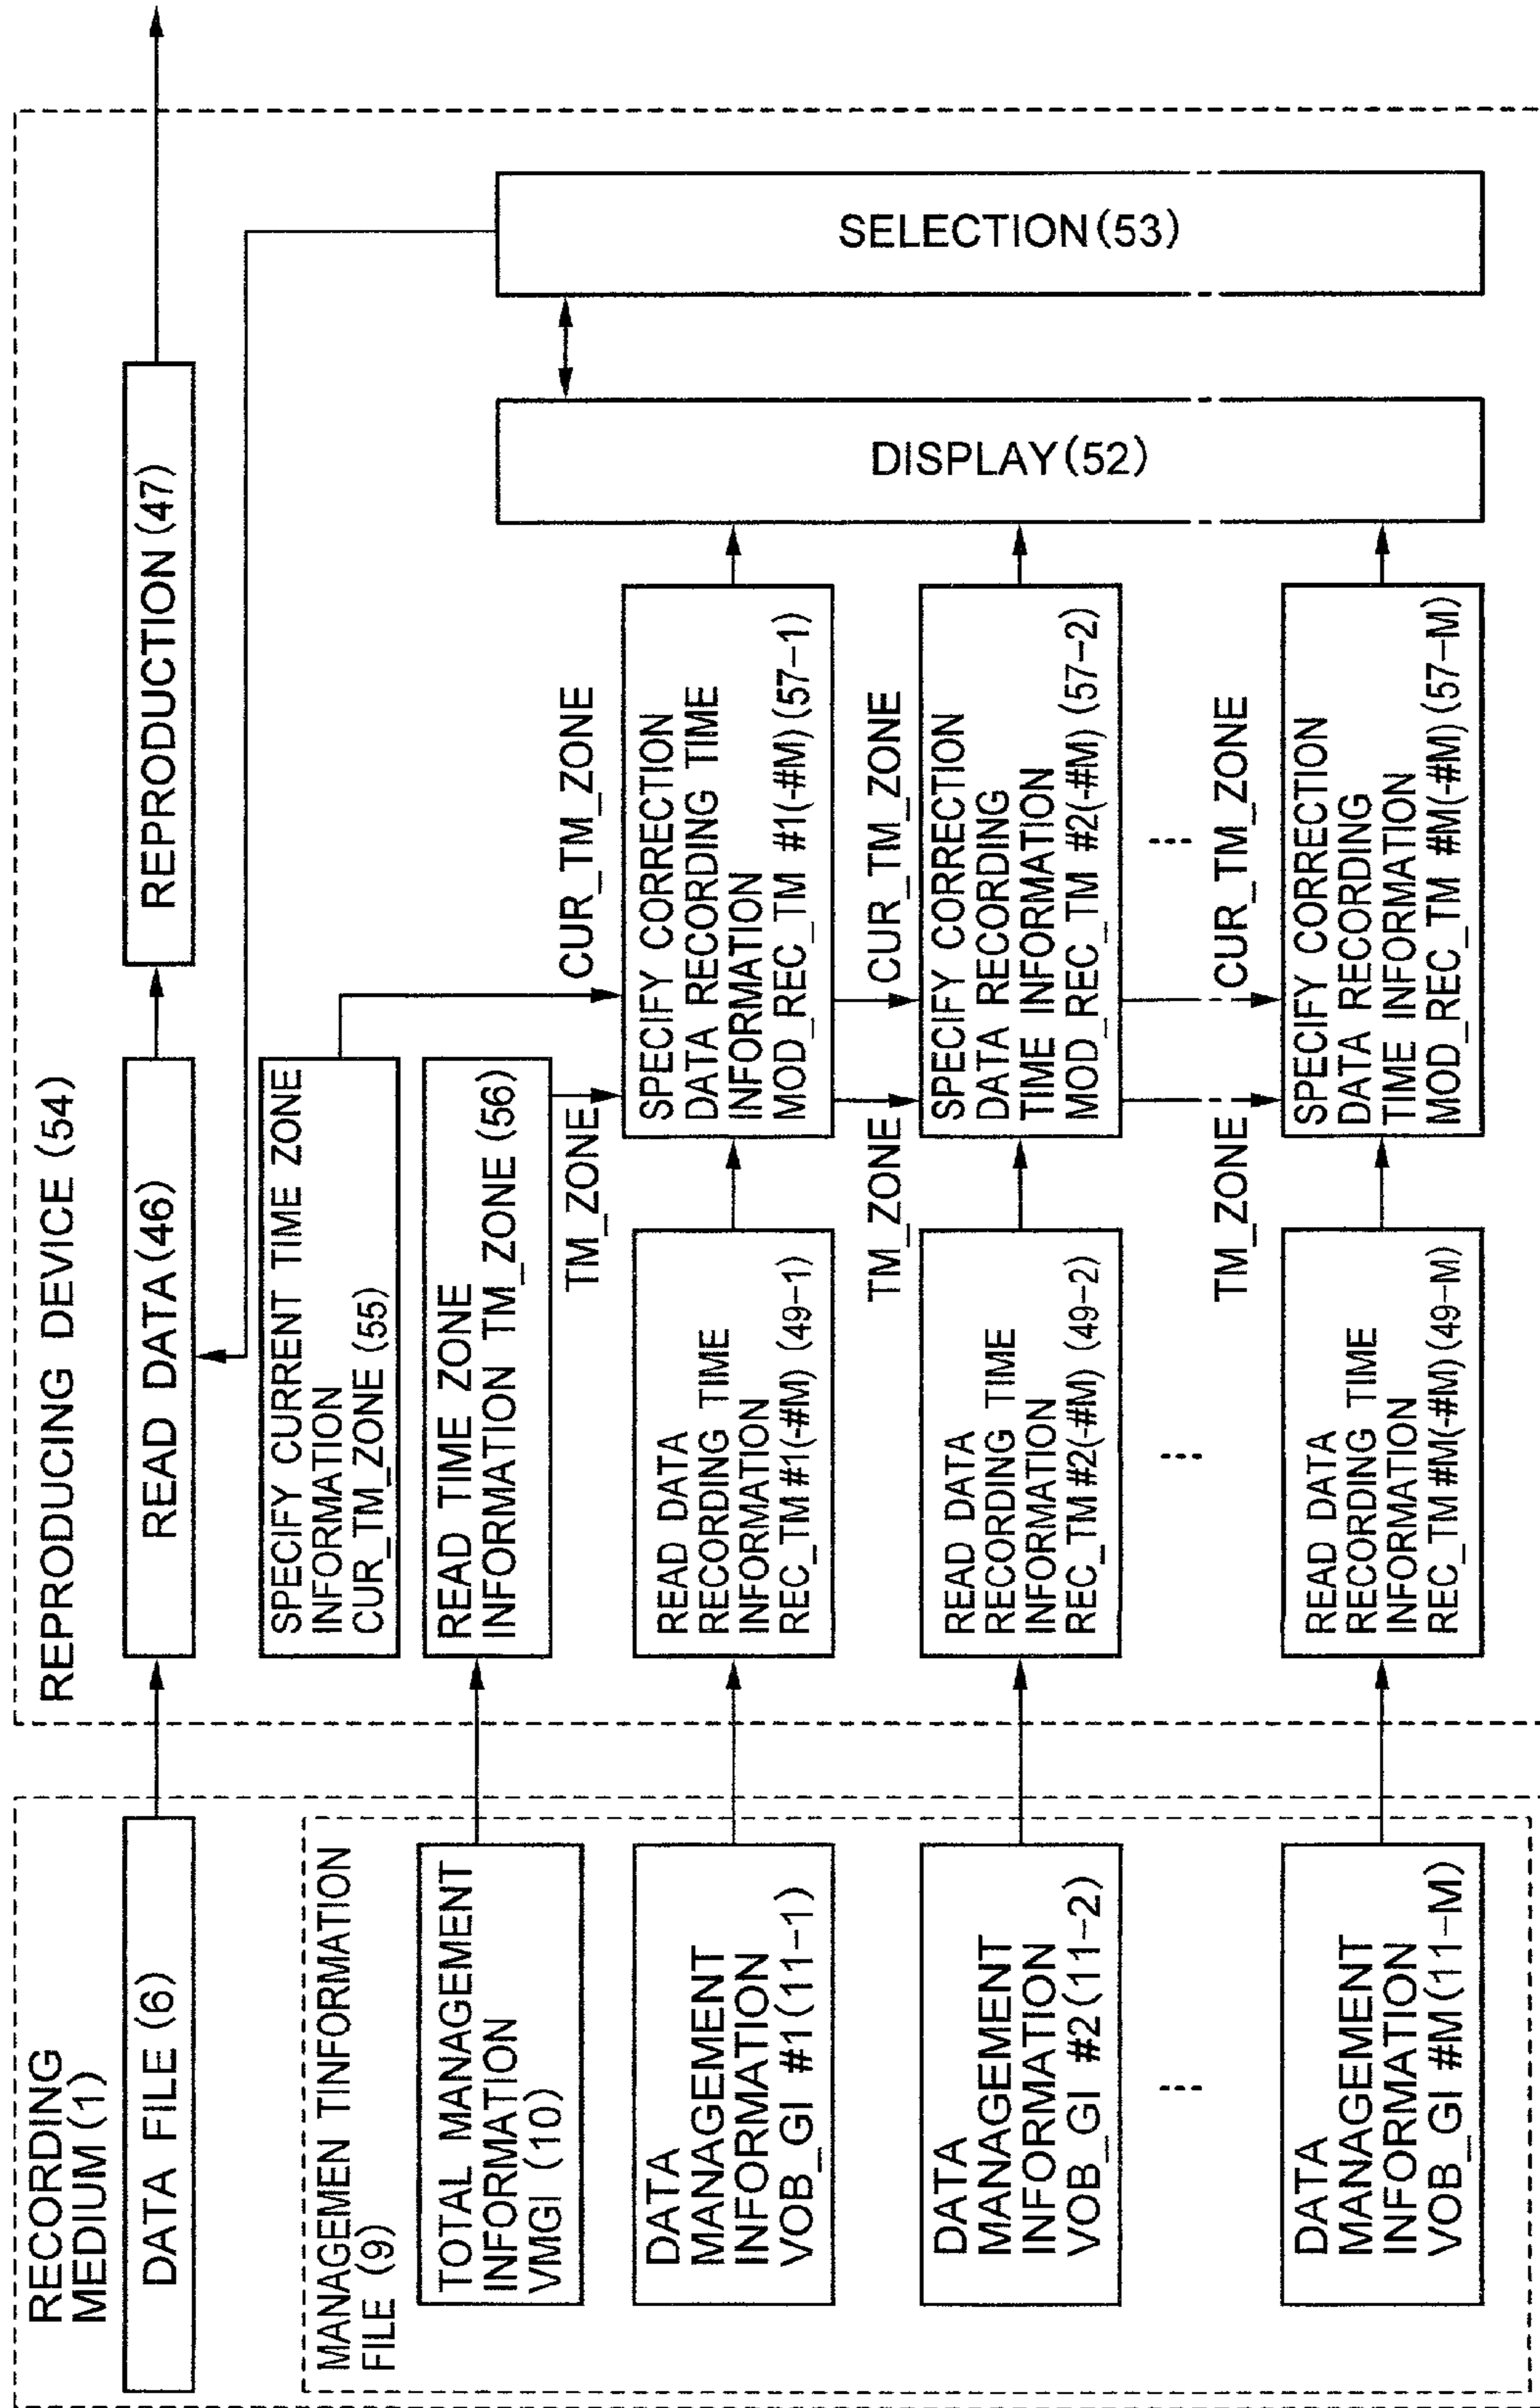 RECORDING
MEDIUM (1)
DATA FILE (6)
MANAGEMEN TINFORMATION
FILE (9)
TOTAL MANAGEMENT
INFORMATION
VMGI (10)
DATA
MANAGEMENT
INFORMATION
VOB_GI #1(11-1)
DATA
MANAGEMENT
INFORMATION
VOB_GI #2(11-2)
...
DATA
MANAGEMENT
INFORMATION
VOB_GI #M(11-M)
REPRODUCING DEVICE (54)
READ DATA(46)
REPRODUCTION (47)
SPECIFY CURRENT TIME ZONE
INFORMATION
CUR_TM_ZONE (55)
READ TIME ZONE
INFORMATION TM_ZONE (56)
TM_ZONE
CUR_TM_ZONE
READ DATA
RECORDING TIME
INFORMATION
REC_TM #1(-#M) (49-1)
SPECIFY CORRECTION
DATA RECORDING TIME
INFORMATION
MOD_REC_TM #1(-#M) (57-1)
TM_ZONE
CUR_TM_ZONE
READ DATA
RECORDING TIME
INFORMATION
REC_TM #2(-#M) (49-2)
SPECIFY CORRECTION
DATA RECORDING
TIME INFORMATION
MOD_REC_TM #2(-#M) (57-2)
...
...
TM_ZONE
CUR_TM_ZONE
READ DATA
RECORDING TIME
INFORMATION
REC_TM #M(-#M) (49-M)
SPECIFY CORRECTION
DATA RECORDING
TIME INFORMATION
MOD_REC_TM #M(-#M) (57-M)
DISPLAY(52)
SELECTION(53)